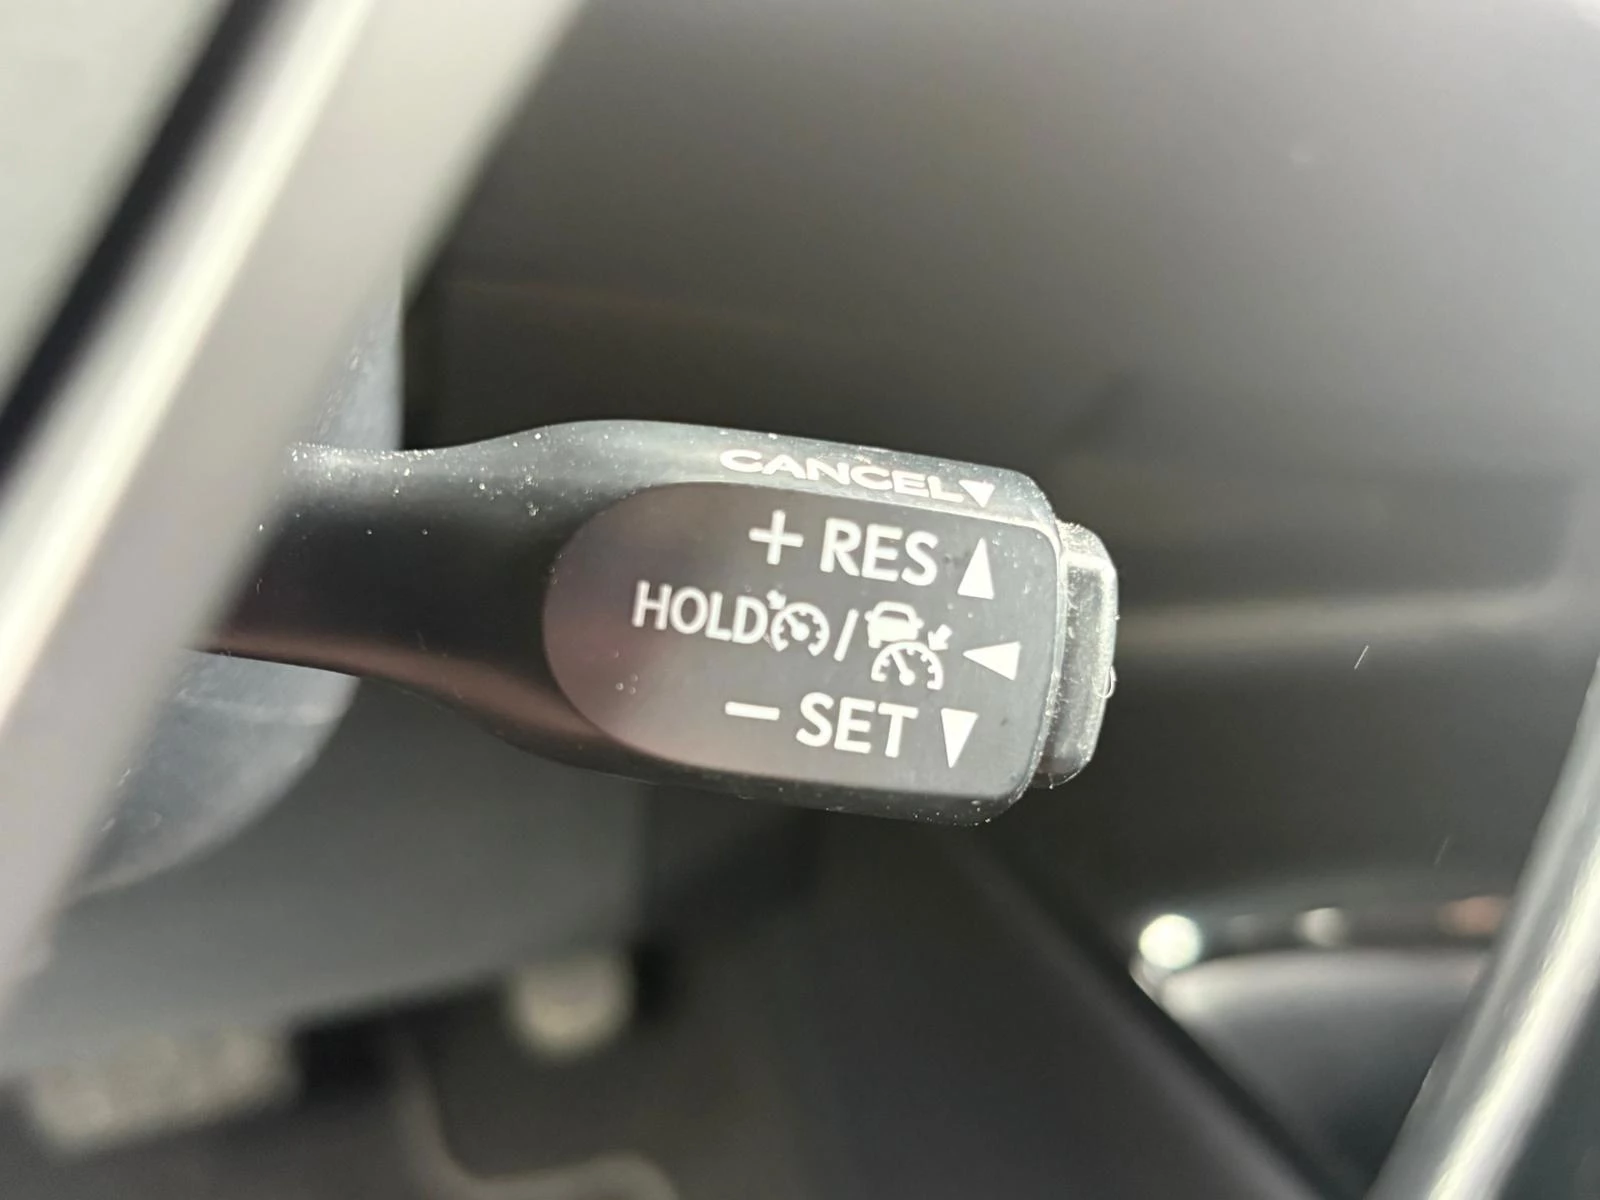 CANCEL▼
+ RES ▲
HOLD / ◀
− SET ▼